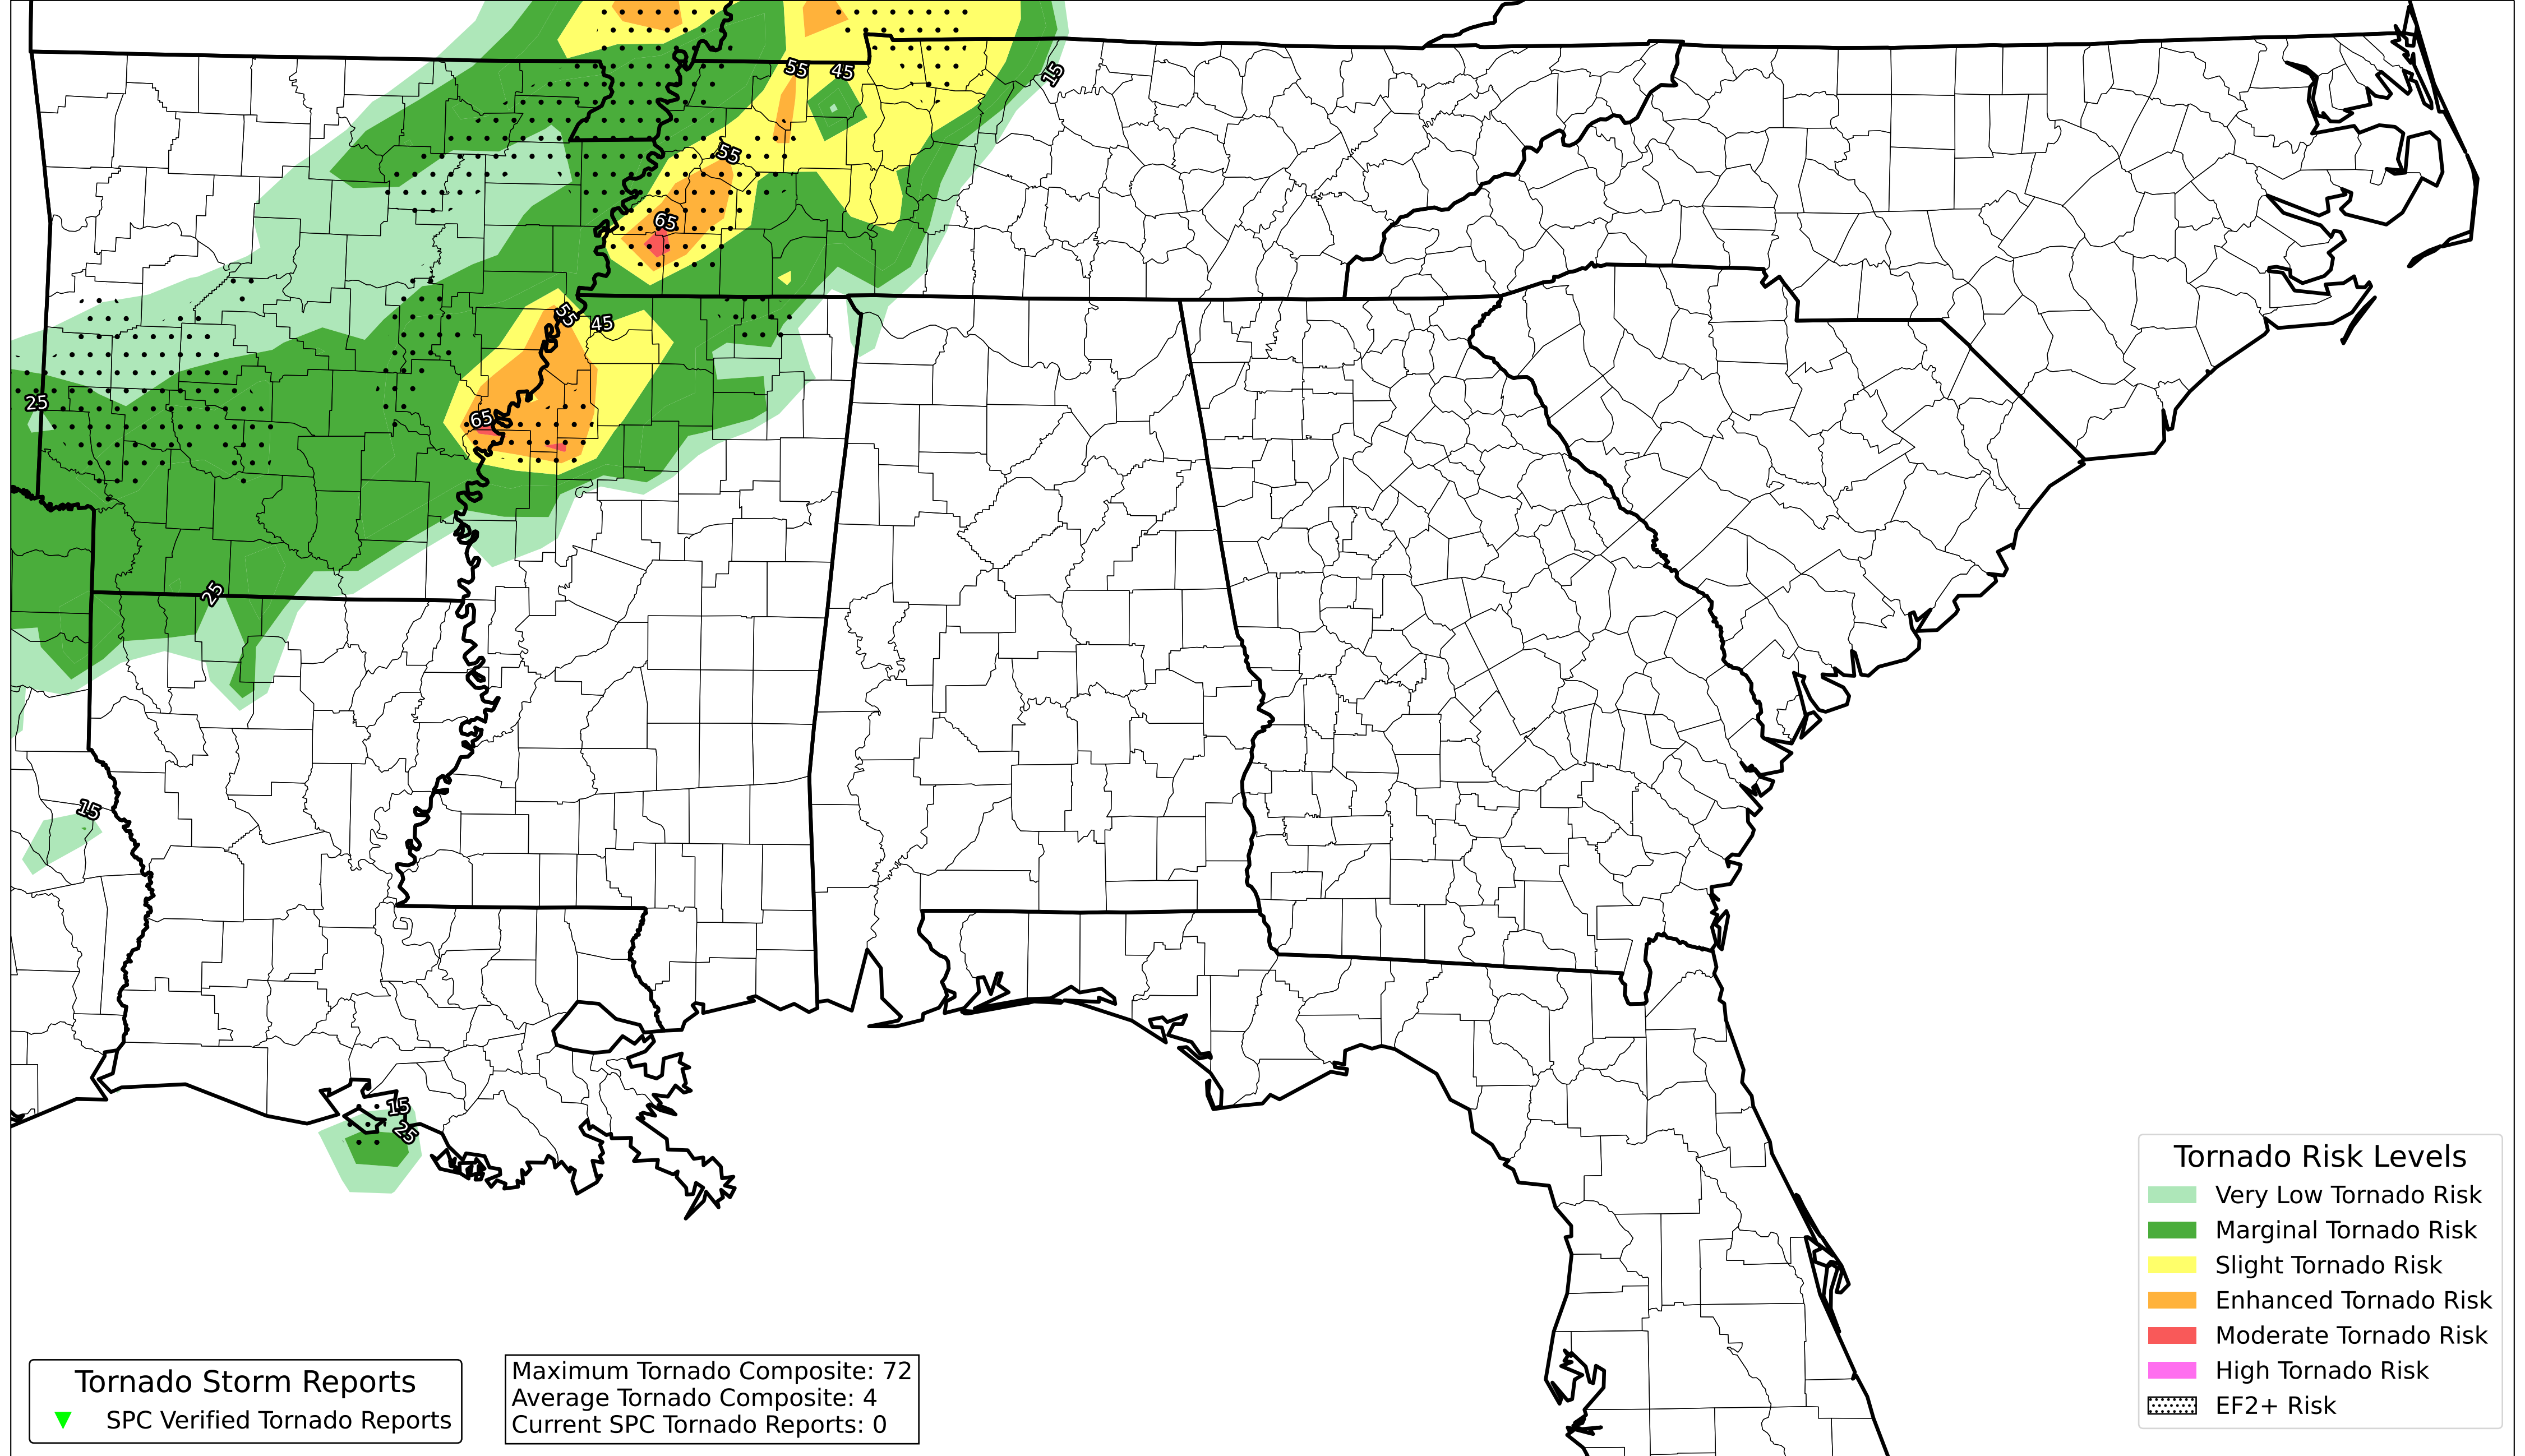 55
45
15
55
65
55
45
25
65
25
15
15
25
Tornado Risk Levels
Very Low Tornado Risk
Marginal Tornado Risk
Slight Tornado Risk
Enhanced Tornado Risk
Moderate Tornado Risk
High Tornado Risk
EF2+ Risk
Tornado Storm Reports
SPC Verified Tornado Reports
Maximum Tornado Composite: 72
Average Tornado Composite: 4
Current SPC Tornado Reports: 0